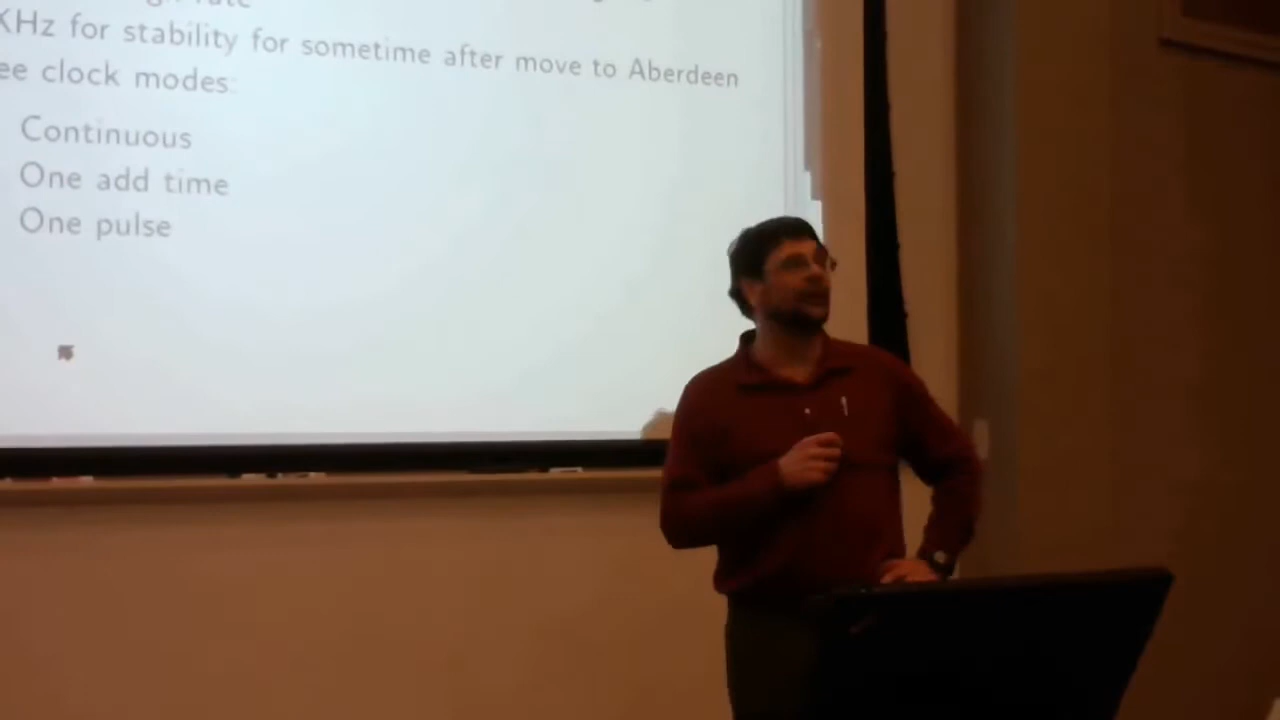 KHz for stability for sometime after move to Aberdeen
ee clock modes:
Continuous
One add time
One pulse